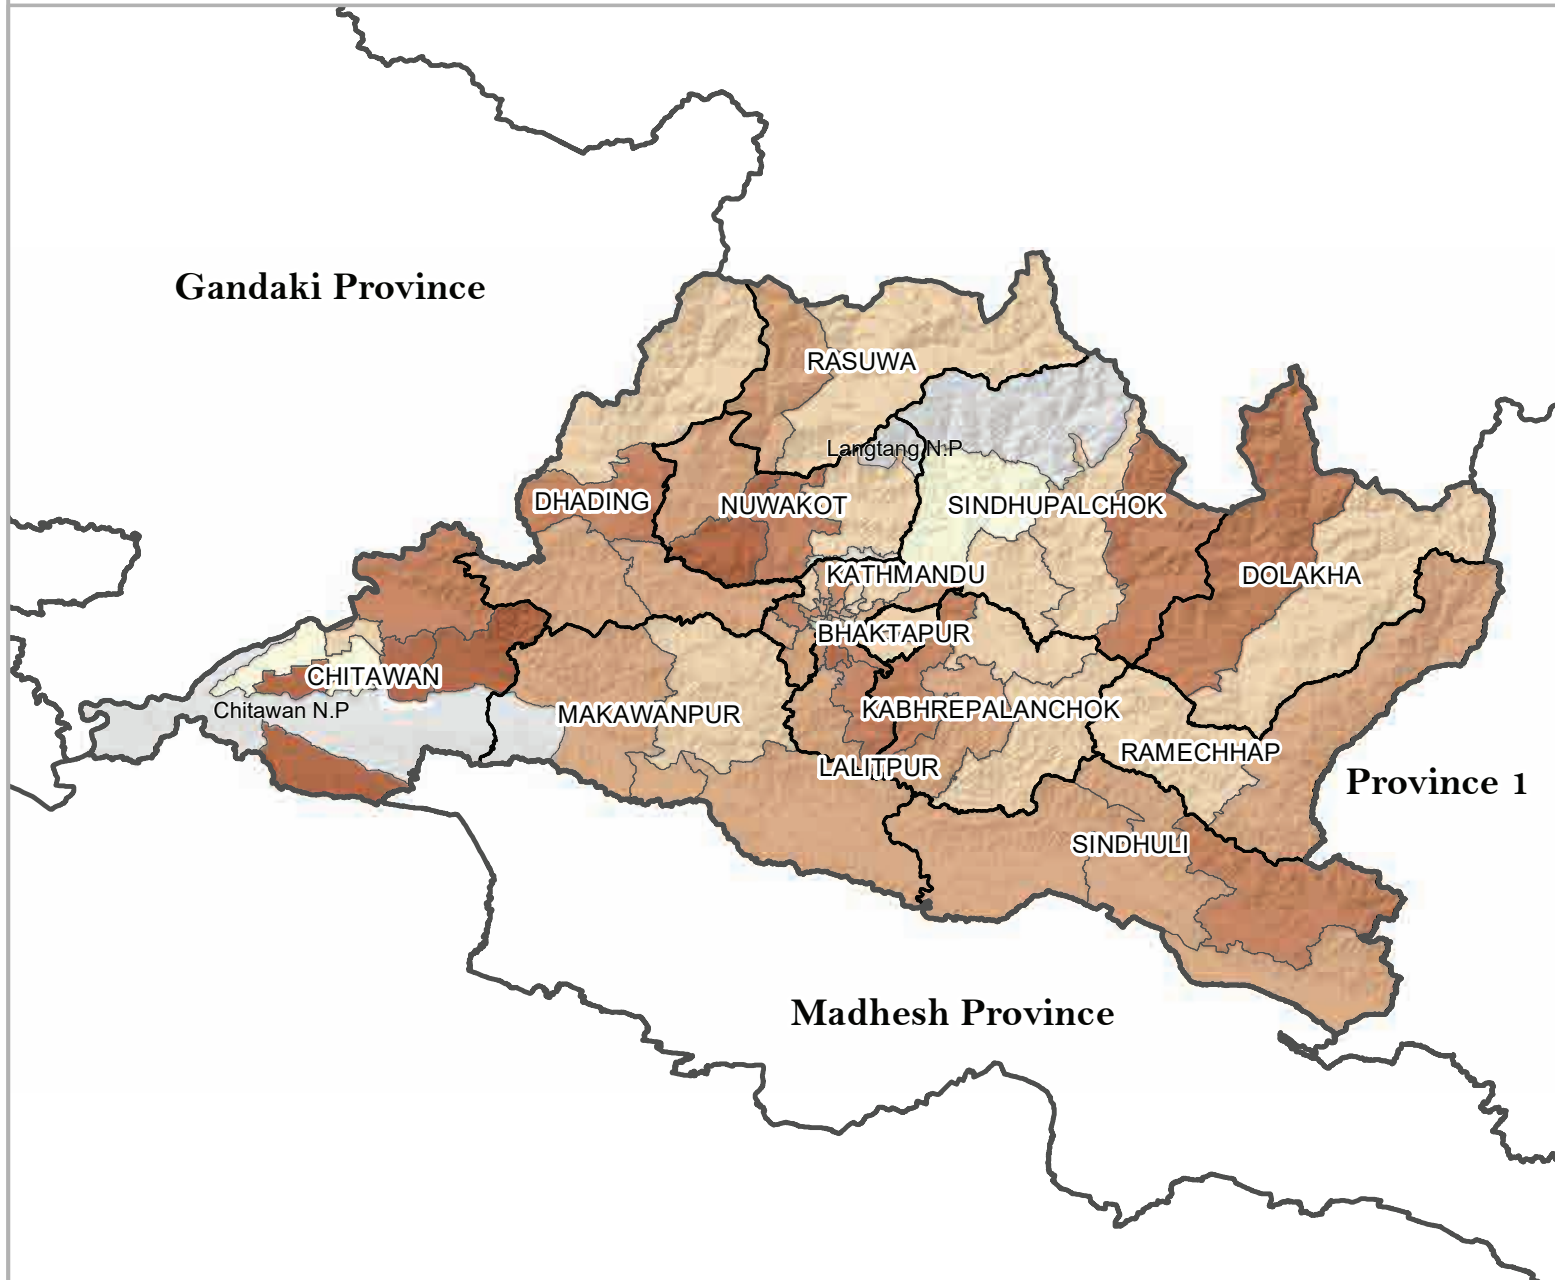 Gandaki Province
RASUWA
Langtang N.P
DHADING
NUWAKOT
SINDHUPALCHOK
KATHMANDU
DOLAKHA
BHAKTAPUR
CHITAWAN
Chitawan N.P
MAKAWANPUR
KABHREPALANCHOK
RAMECHHAP
LALITPUR
Province 1
SINDHULI
Madhesh Province